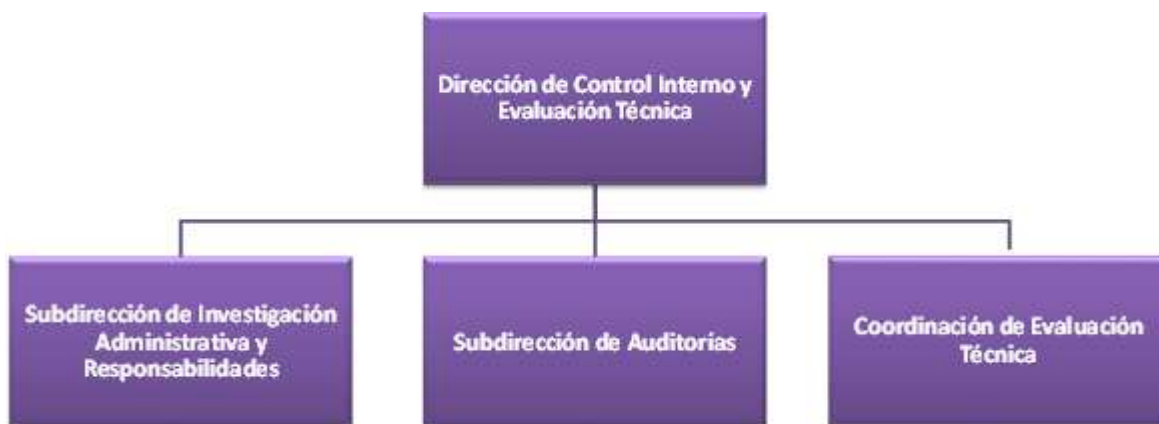 Dirección de Control Interno y
Evaluación Técnica
Subdirección de Investigación
Administrativa y
Responsabilidades
Subdirección de Auditorias
Coordinación de Evaluación
Técnica